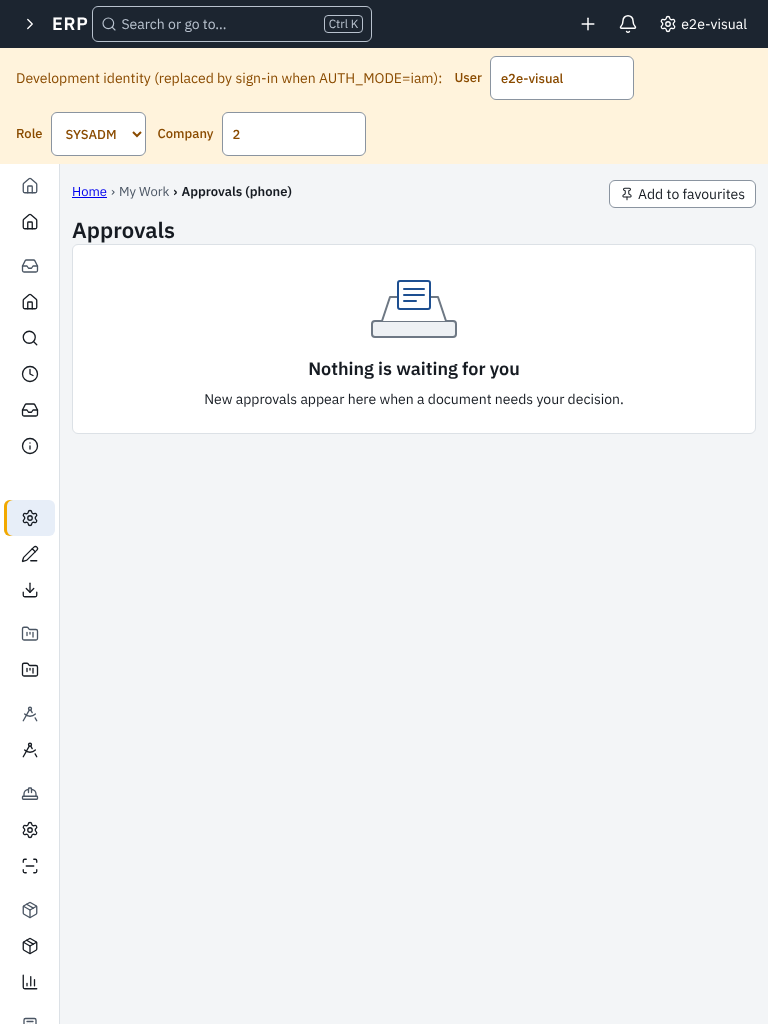 ERP Search or go to... Ctrl K e2e-visual
Development identity (replaced by sign-in when AUTH_MODE=iam): User e2e-visual
Role SYSADM Company 2
Home › My Work › Approvals (phone) Add to favourites
Approvals
Nothing is waiting for you
New approvals appear here when a document needs your decision.